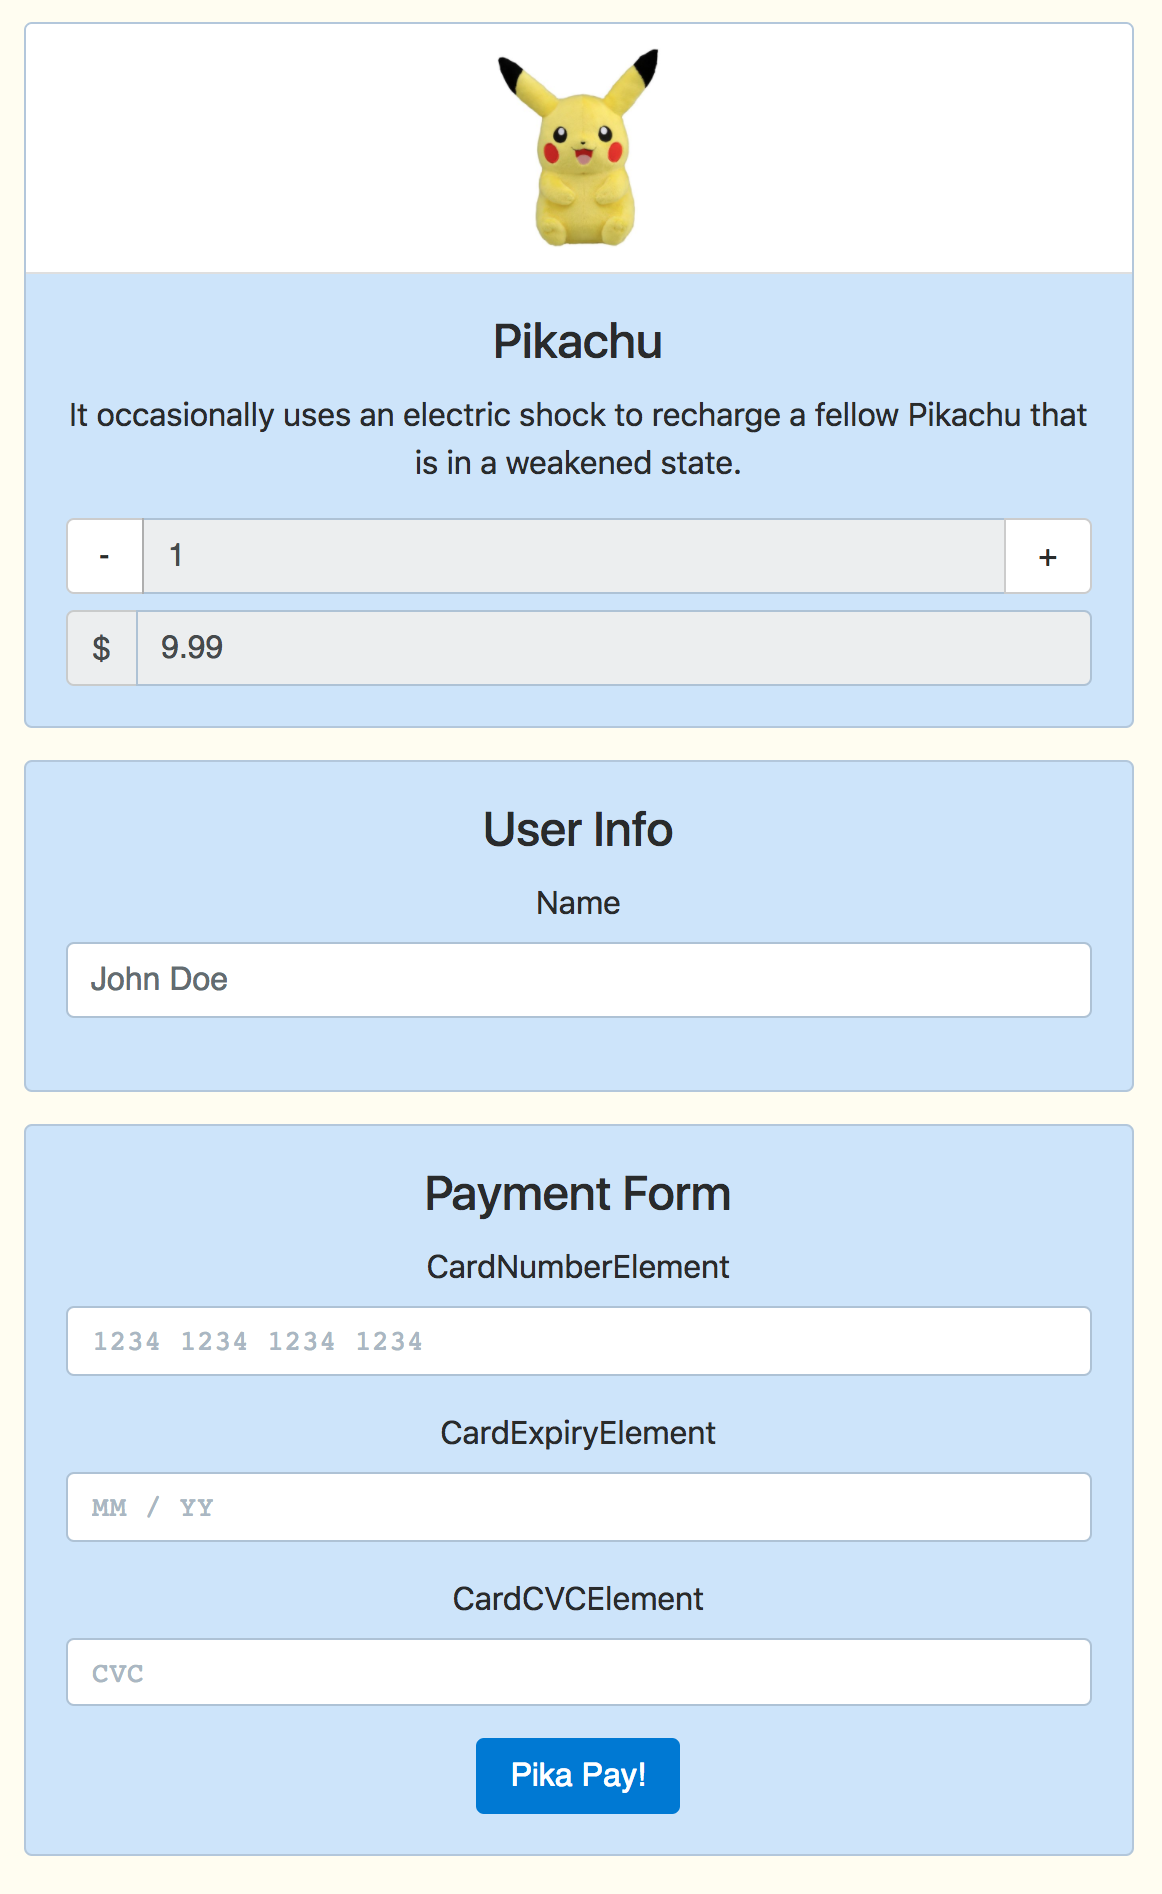 Pikachu
It occasionally uses an electric shock to recharge a fellow Pikachu that
is in a weakened state.
- 1 +
$ 9.99
User Info
Name
John Doe
Payment Form
CardNumberElement
1234 1234 1234 1234
CardExpiryElement
MM / YY
CardCVCElement
CVC
Pika Pay!